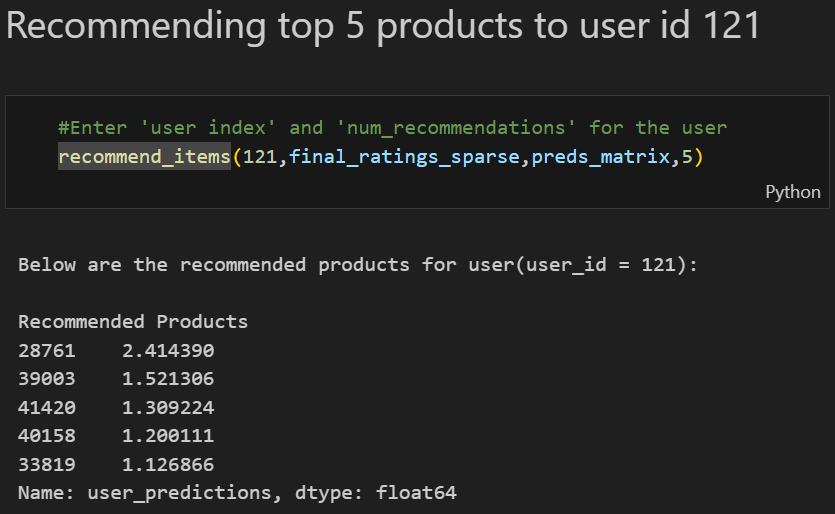 Recommending top 5 products to user id 121
#Enter 'user index' and 'num_recommendations' for the user
recommend_items(121,final_ratings_sparse,preds_matrix,5)
Python
Below are the recommended products for user(user_id = 121):
Recommended Products
28761    2.414390
39003    1.521306
41420    1.309224
40158    1.200111
33819    1.126866
Name: user_predictions, dtype: float64